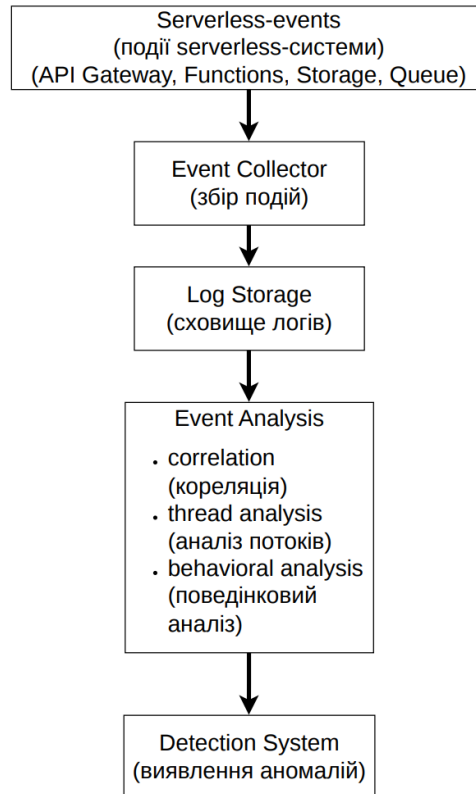 Serverless-events
(події serverless-системи)
(API Gateway, Functions, Storage, Queue)
Event Collector
(збір подій)
Log Storage
(сховище логів)
Event Analysis
• correlation
(кореляція)
• thread analysis
(аналіз потоків)
• behavioral analysis
(поведінковий
аналіз)
Detection System
(виявлення аномалій)